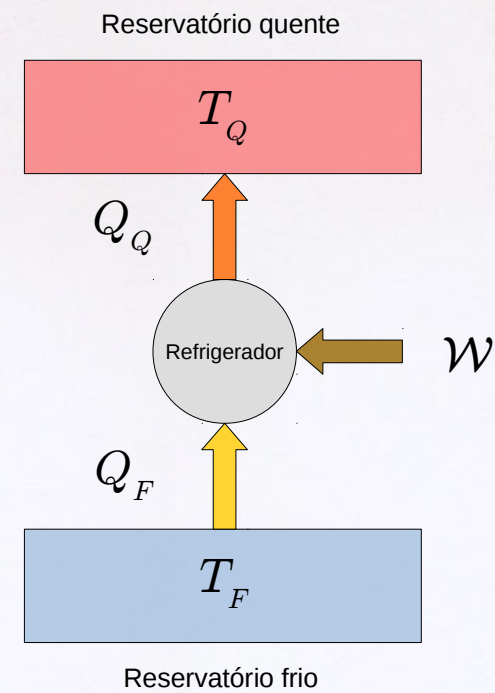 Reservatório quente
T_Q
Q_Q
Refrigerador
W
Q_F
T_F
Reservatório frio